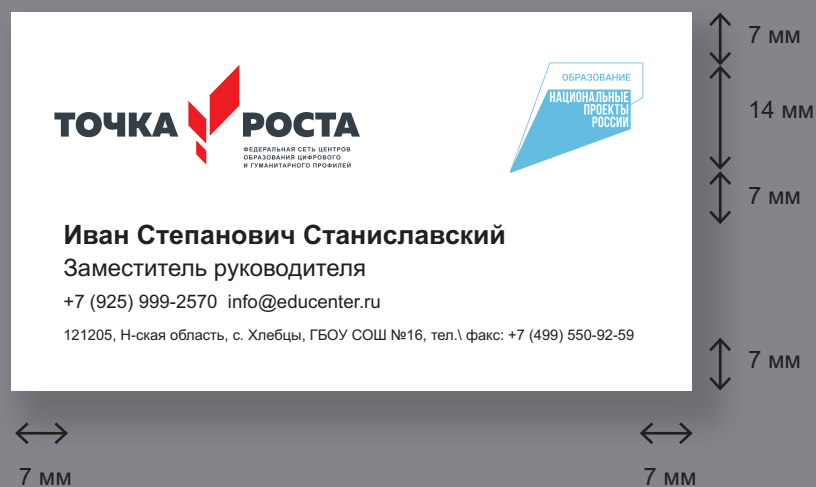 ТОЧКА РОСТА
ФЕДЕРАЛЬНАЯ СЕТЬ ЦЕНТРОВ
ОБРАЗОВАНИЯ ЦИФРОВОГО
И ГУМАНИТАРНОГО ПРОФИЛЕЙ
ОБРАЗОВАНИЕ
НАЦИОНАЛЬНЫЕ
ПРОЕКТЫ
РОССИИ
Иван Степанович Станиславский
Заместитель руководителя
+7 (925) 999-2570 info@educenter.ru
121205, Н-ская область, с. Хлебцы, ГБОУ СОШ №16, тел.\ факс: +7 (499) 550-92-59
7 мм
14 мм
7 мм
7 мм
7 мм
7 мм